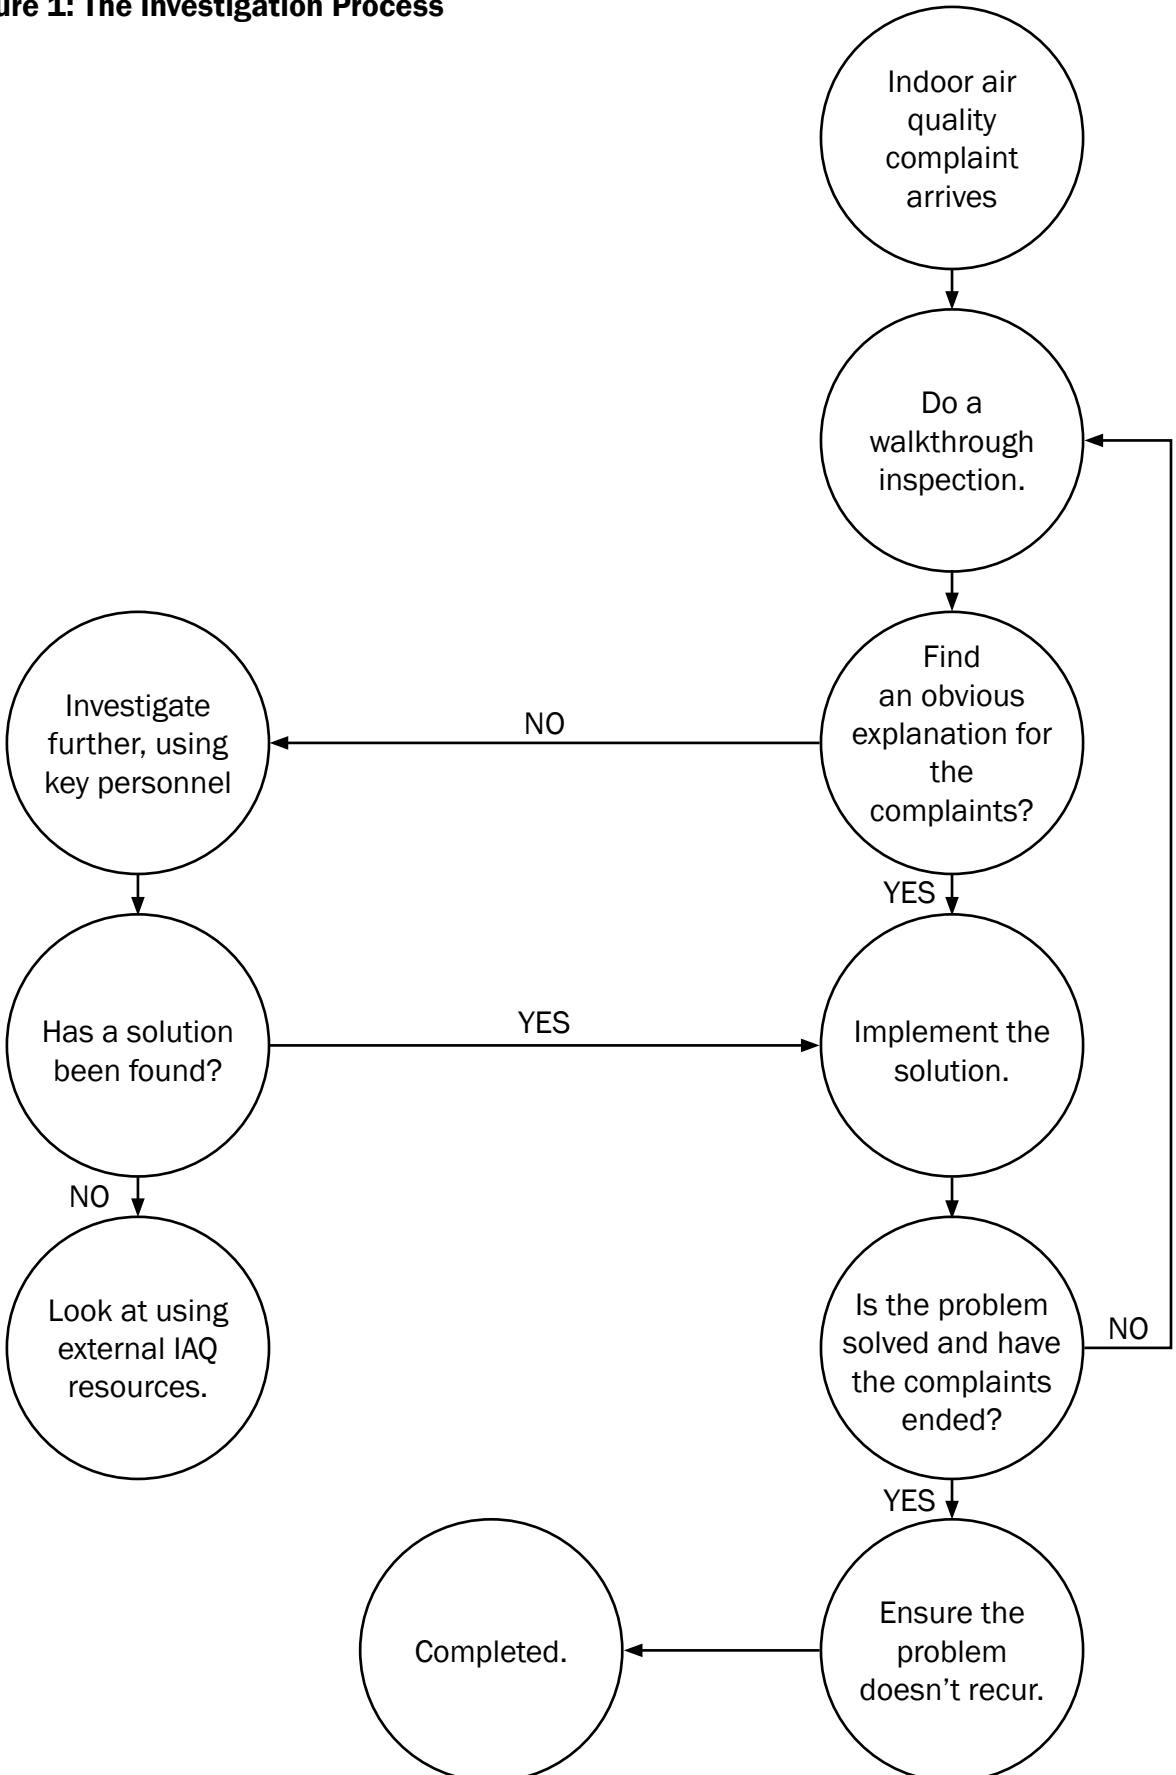 ure 1: The Investigation Process
Indoor air
quality
complaint
arrives
Do a
walkthrough
inspection.
Find
an obvious
explanation for
the
complaints?
NO
Investigate
further, using
key personnel
YES
Has a solution
been found?
YES
Implement the
solution.
NO
Look at using
external IAQ
resources.
Is the problem
solved and have
the complaints
ended?
NO
YES
Ensure the
problem
doesn't recur.
Completed.